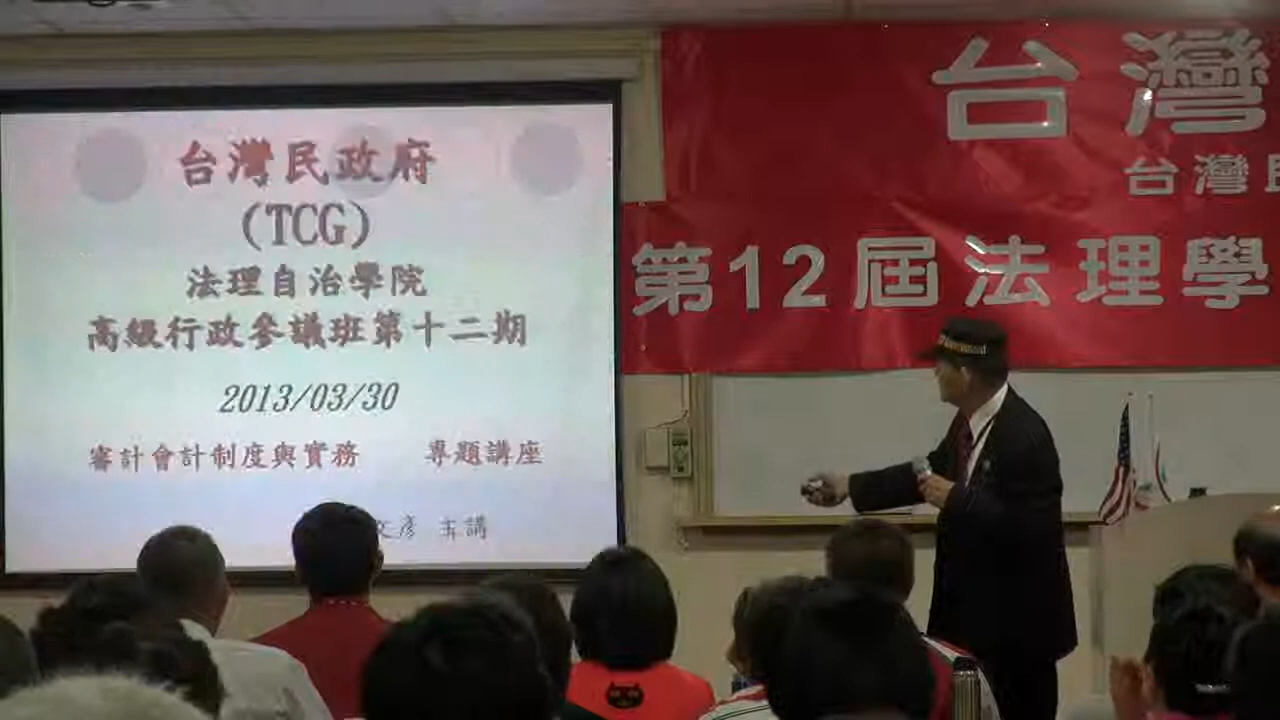 台灣民政府
(TCG)
法理自治學院
高級行政參議班第十二期
2013/03/30
審計會計制度與實務 專題講座
文彥 主講
台灣
台灣
第12屆法理學